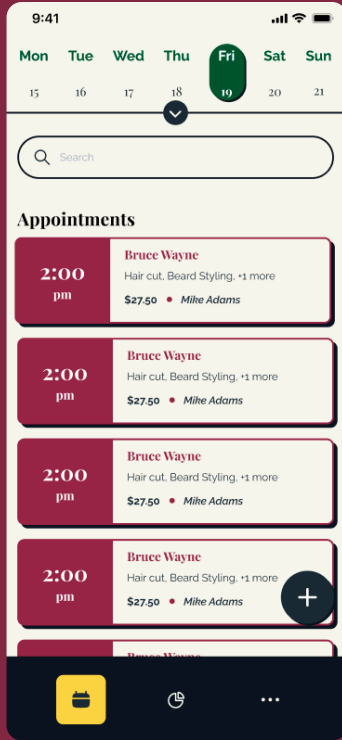 9:41
Mon Tue Wed Thu Fri Sat Sun
15 16 17 18 19 20 21
Search
Appointments
2:00
pm
Bruce Wayne
Hair cut, Beard Styling, +1 more
$27.50 • Mike Adams
2:00
pm
Bruce Wayne
Hair cut, Beard Styling, +1 more
$27.50 • Mike Adams
2:00
pm
Bruce Wayne
Hair cut, Beard Styling, +1 more
$27.50 • Mike Adams
2:00
pm
Bruce Wayne
Hair cut, Beard Styling, +1 more
$27.50 • Mike Adams
Bruce Wayne